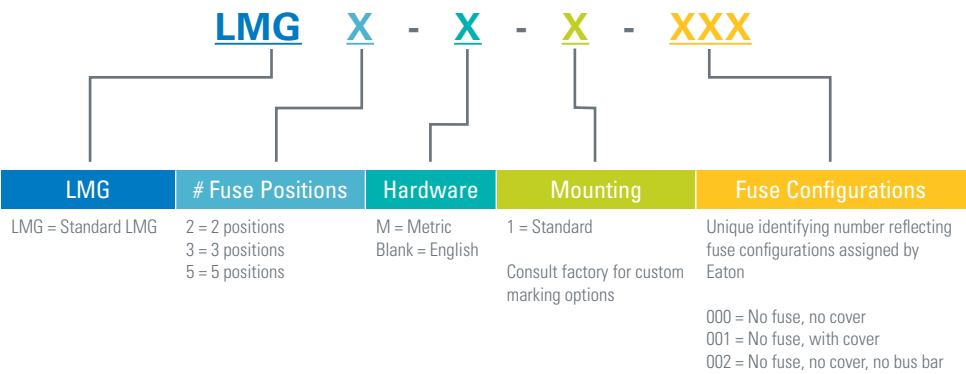 LMG X - X - X - XXX
LMG # Fuse Positions Hardware Mounting Fuse Configurations
LMG = Standard LMG
2 = 2 positions
3 = 3 positions
5 = 5 positions
M = Metric
Blank = English
1 = Standard
Consult factory for custom
marking options
Unique identifying number reflecting
fuse configurations assigned by
Eaton
000 = No fuse, no cover
001 = No fuse, with cover
002 = No fuse, no cover, no bus bar